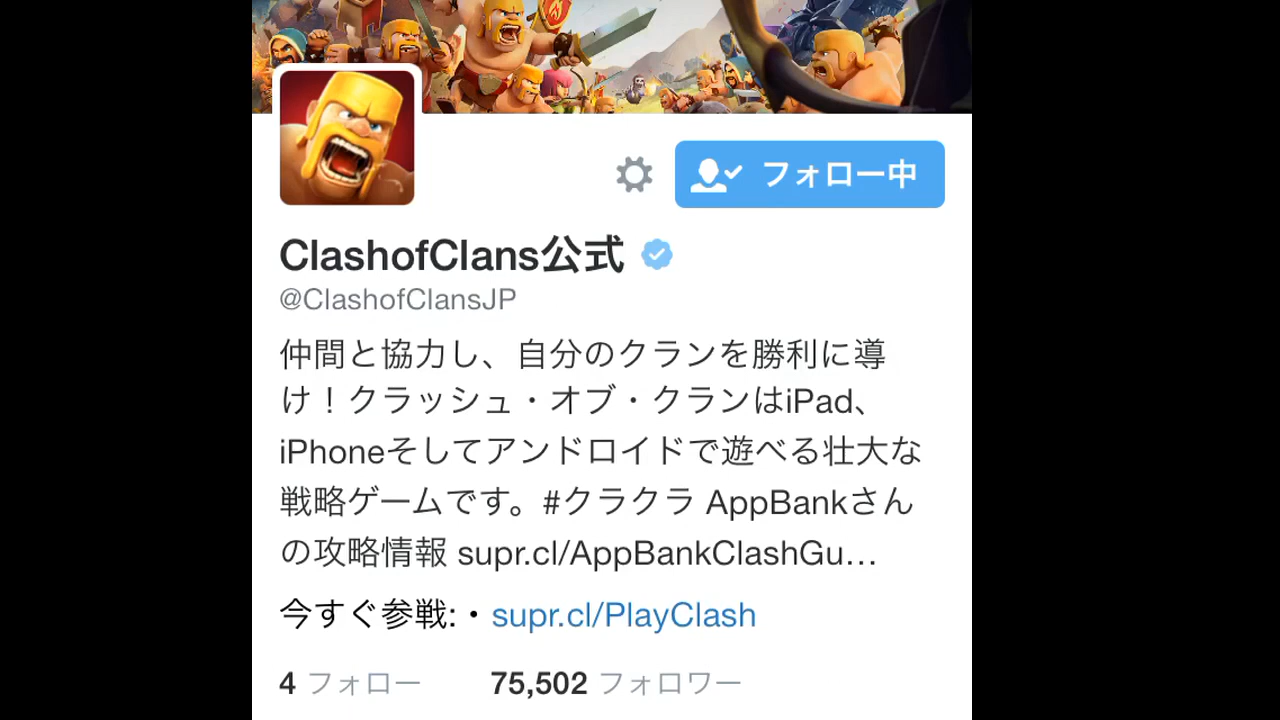 フォロー中
ClashofClans公式
@ClashofClansJP
仲間と協力し、自分のクランを勝利に導
け！クラッシュ・オブ・クランはiPad、
iPhoneそしてアンドロイドで遊べる壮大な
戦略ゲームです。#クラクラ AppBankさん
の攻略情報 supr.cl/AppBankClashGu…
今すぐ参戦:・supr.cl/PlayClash
4 フォロー 75,502 フォロワー